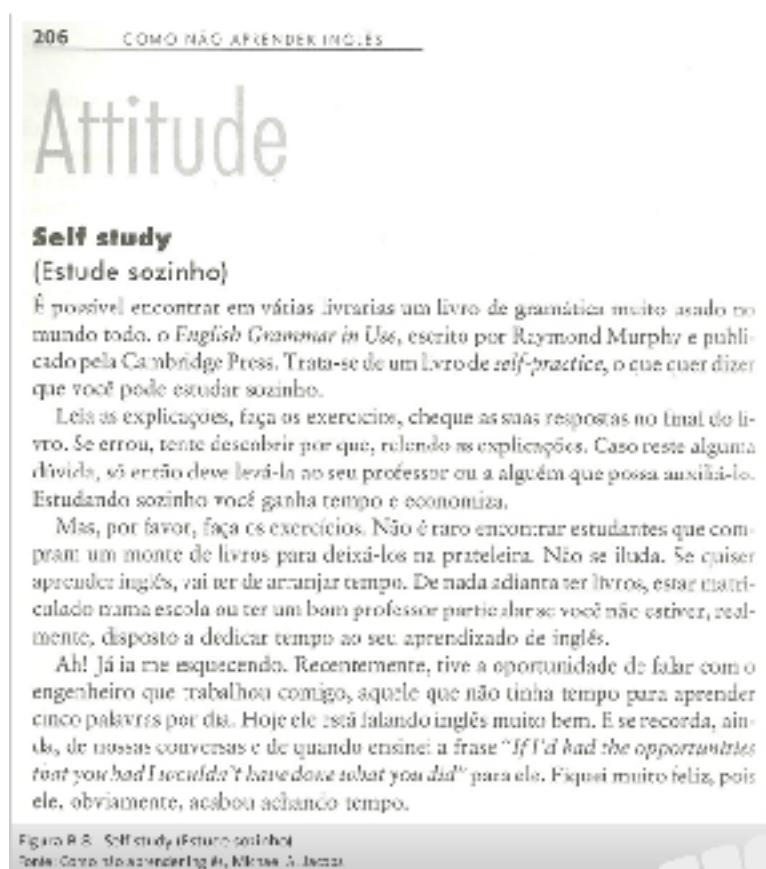 206 COMO NÃO APRENDER INGLÊS
Attitude
Self study
(Estude sozinho)
É possível encontrar em várias livrarias um livro de gramática muito usado no
mundo todo, o English Grammar in Use, escrito por Raymond Murphy e publi-
cado pela Cambridge Press. Trata-se de um livro de self-practice, o que quer dizer
que você pode estudar sozinho.
Leia as explicações, faça os exercícios, cheque as suas respostas no final do li-
vro. Se errou, tente descobrir por que, relendo as explicações. Caso reste alguma
dúvida, só então deve levá-la ao seu professor ou a alguém que possa auxiliá-lo.
Estudando sozinho você ganha tempo e economiza.
Mas, por favor, faça os exercícios. Não é raro encontrar estudantes que com-
pram um monte de livros para deixá-los na prateleira. Não se iluda. Se quiser
aprender inglês, vai ter de arranjar tempo. De nada adianta ter livros, estar matri-
culado numa escola ou ter um bom professor particular se você não estiver, real-
mente, disposto a dedicar tempo ao seu aprendizado de inglês.
Ah! Já ia me esquecendo. Recentemente, tive a oportunidade de falar com o
engenheiro que trabalhou comigo, aquele que não tinha tempo para aprender
cinco palavras por dia. Hoje ele está falando inglês muito bem. E se recorda, ain-
da, de nossas conversas e de quando ensinei a frase "If I'd had the opportunities
that you had I wouldn't have done what you did" para ele. Fiquei muito feliz, pois
ele, obviamente, acabou achando tempo.
Figura 8.8 Self study (Estude sozinho)
Fonte: Como não aprender inglês, Michael A. Jacobs